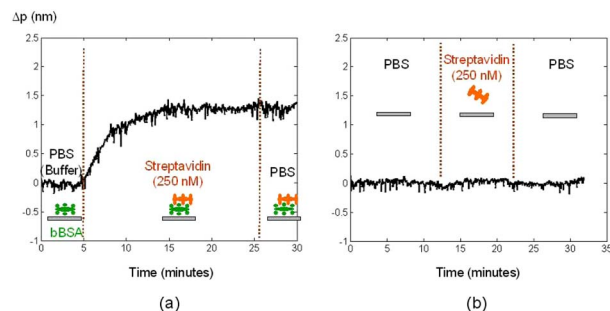 Δp (nm)
2.5
2
1.5
1
0.5
0
-0.5
-1
PBS
(Buffer)
bBSA
Streptavidin
(250 nM)
PBS
0
5
10
15
20
25
30
Time (minutes)
(a)
2.5
2
1.5
1
0.5
0
-0.5
-1
PBS
Streptavidin
(250 nM)
PBS
0
5
10
15
20
25
30
35
Time (minutes)
(b)